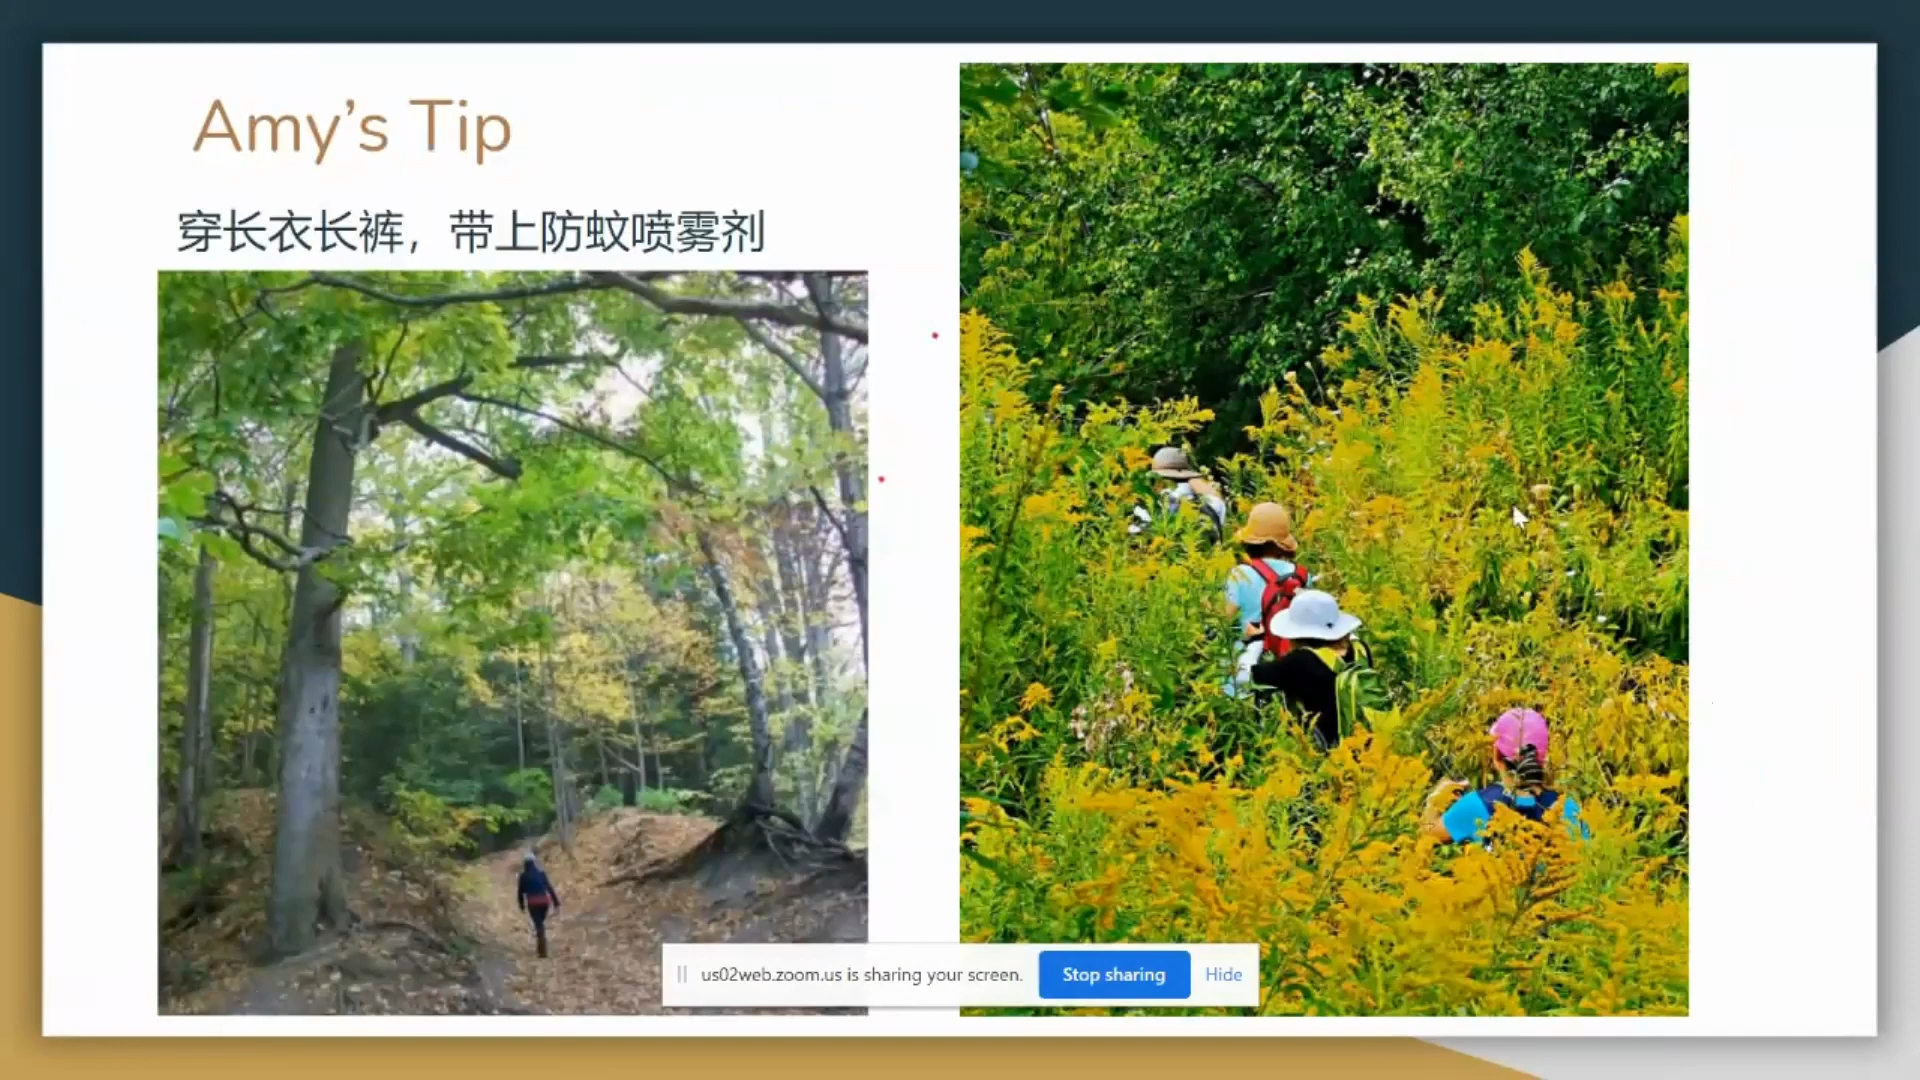 Amy’s Tip
穿长衣长裤，带上防蚊喷雾剂
us02web.zoom.us is sharing your screen.
Stop sharing
Hide